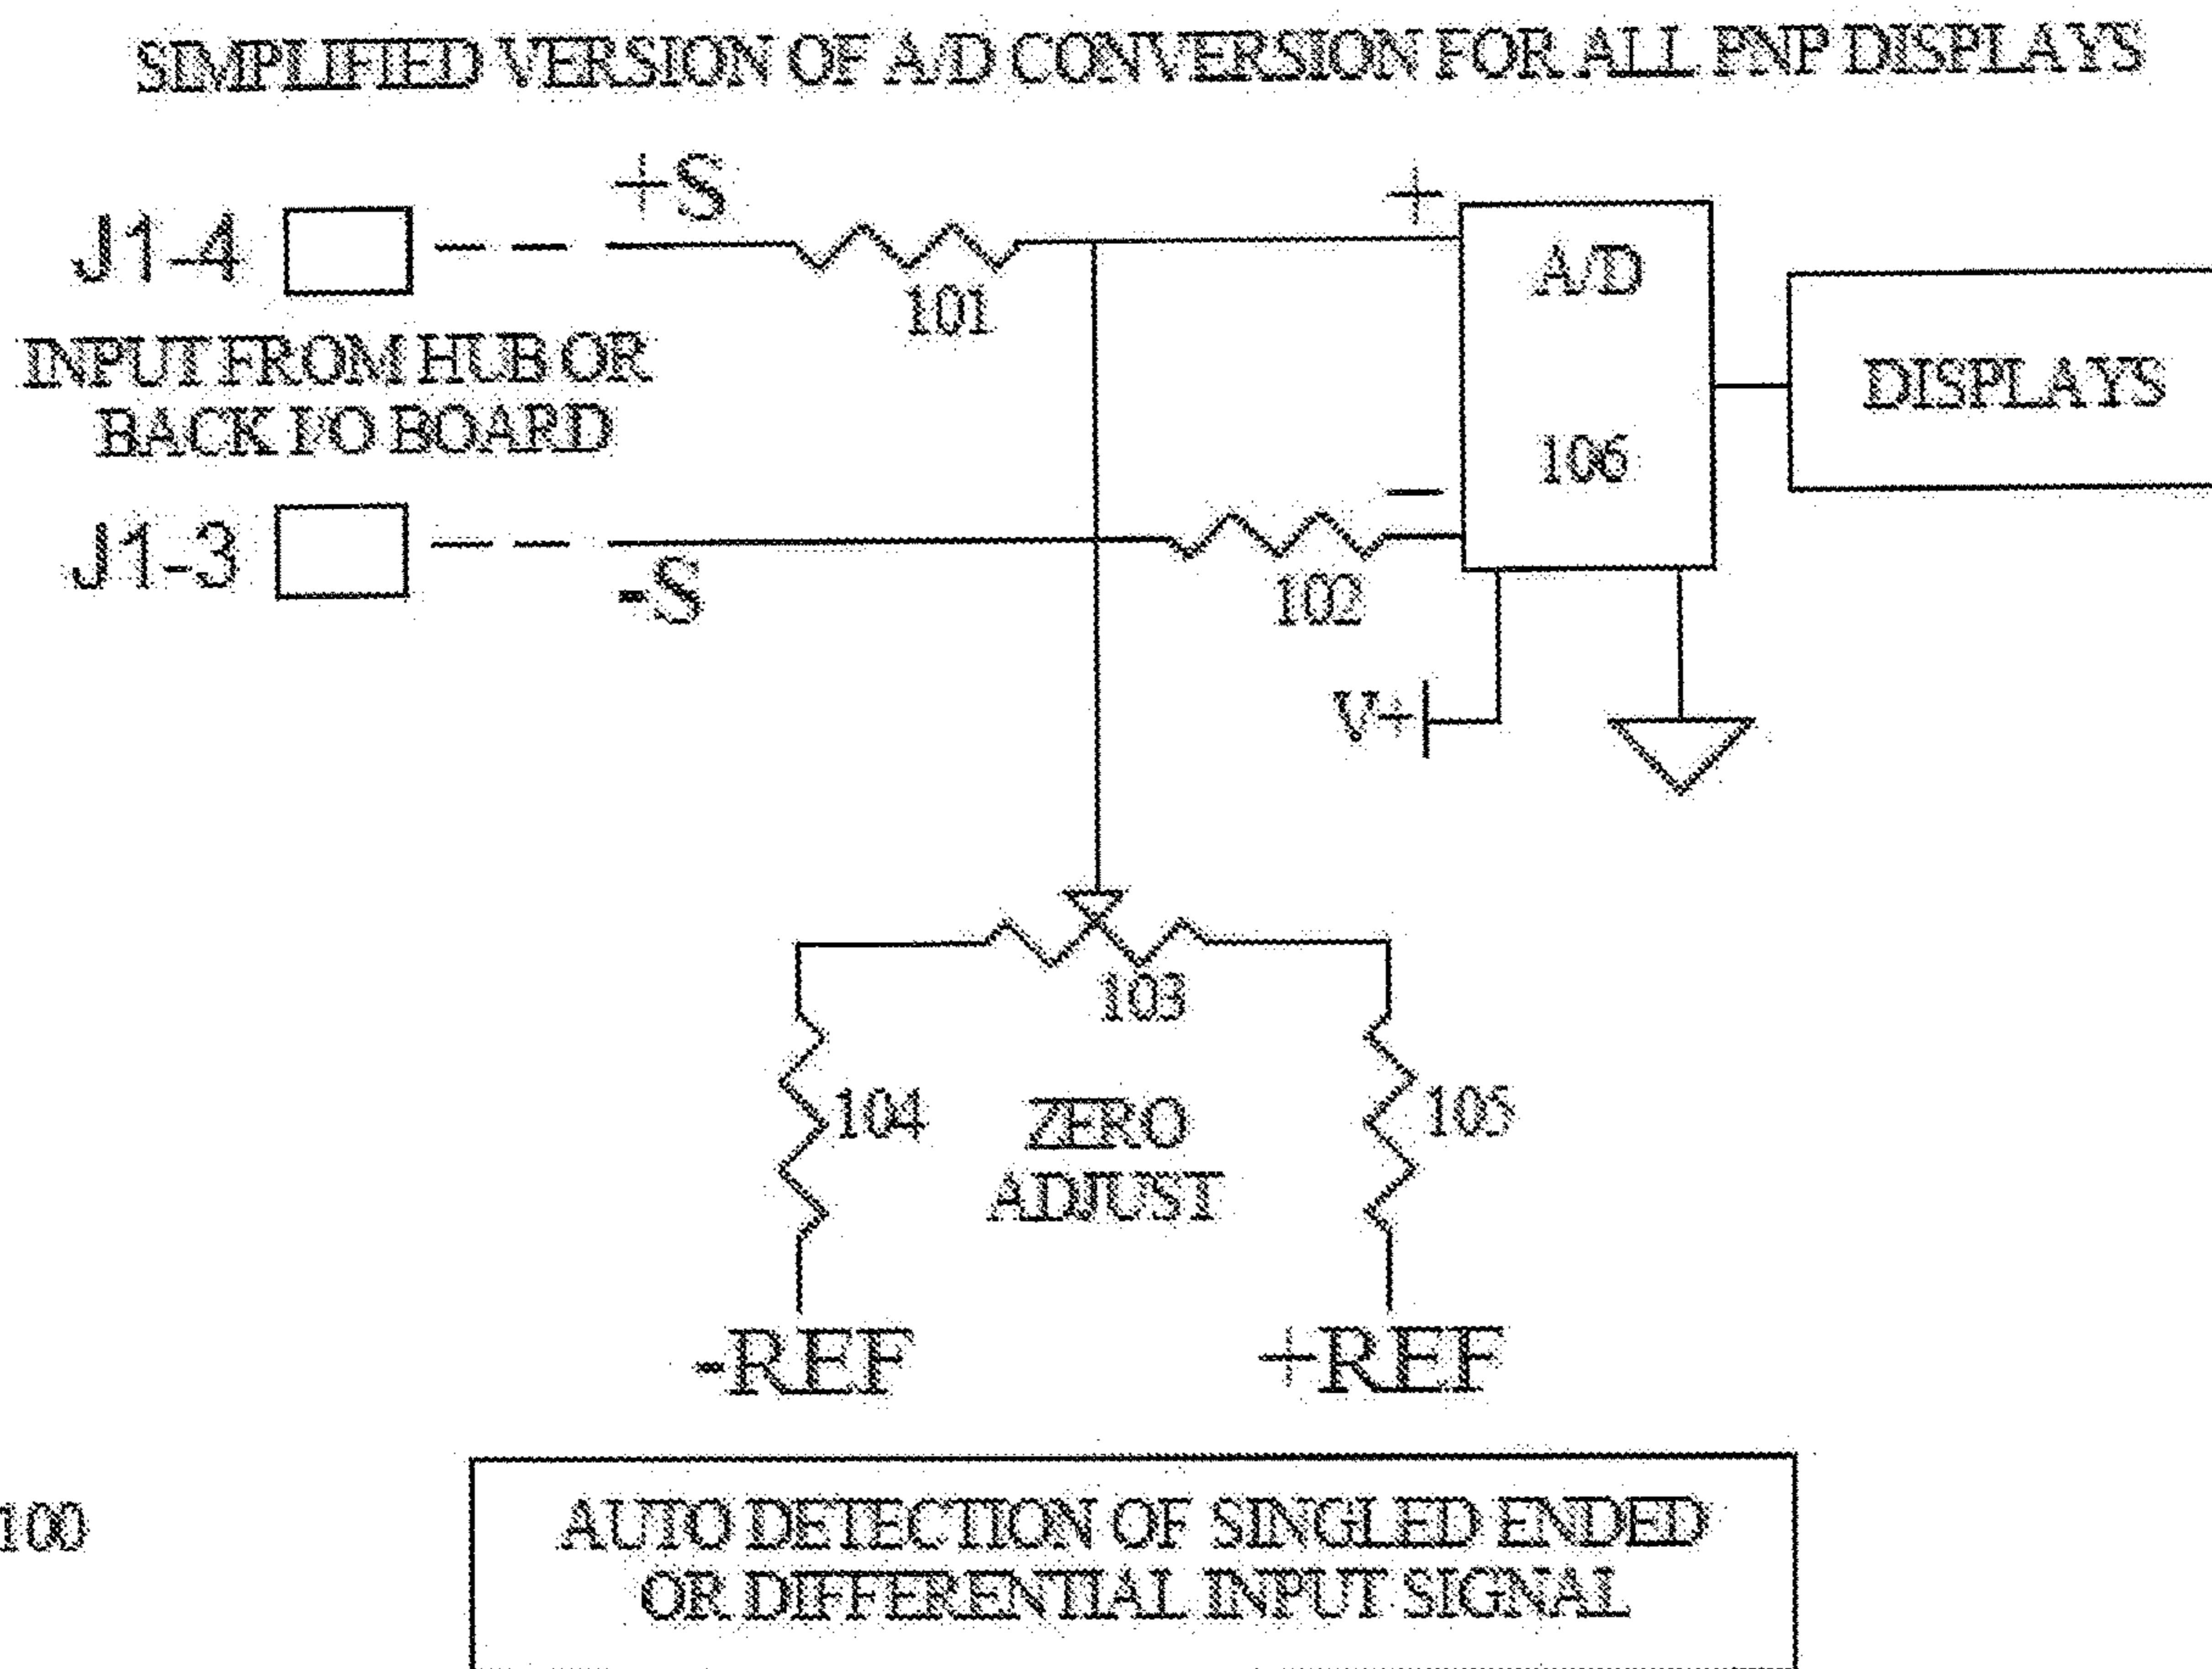 SIMPLIFIED VERSION OF A/D CONVERSION FOR ALL PNP DISPLAYS
+S
+
J1-4
A/D
101
INPUT FROM HUB OR
BACK I/O BOARD
DISPLAYS
106
–
J1-3
-S
102
V+
103
104
ZERO
ADJUST
105
-REF
+REF
100
AUTO DETECTION OF SINGLED ENDED
OR DIFFERENTIAL INPUT SIGNAL